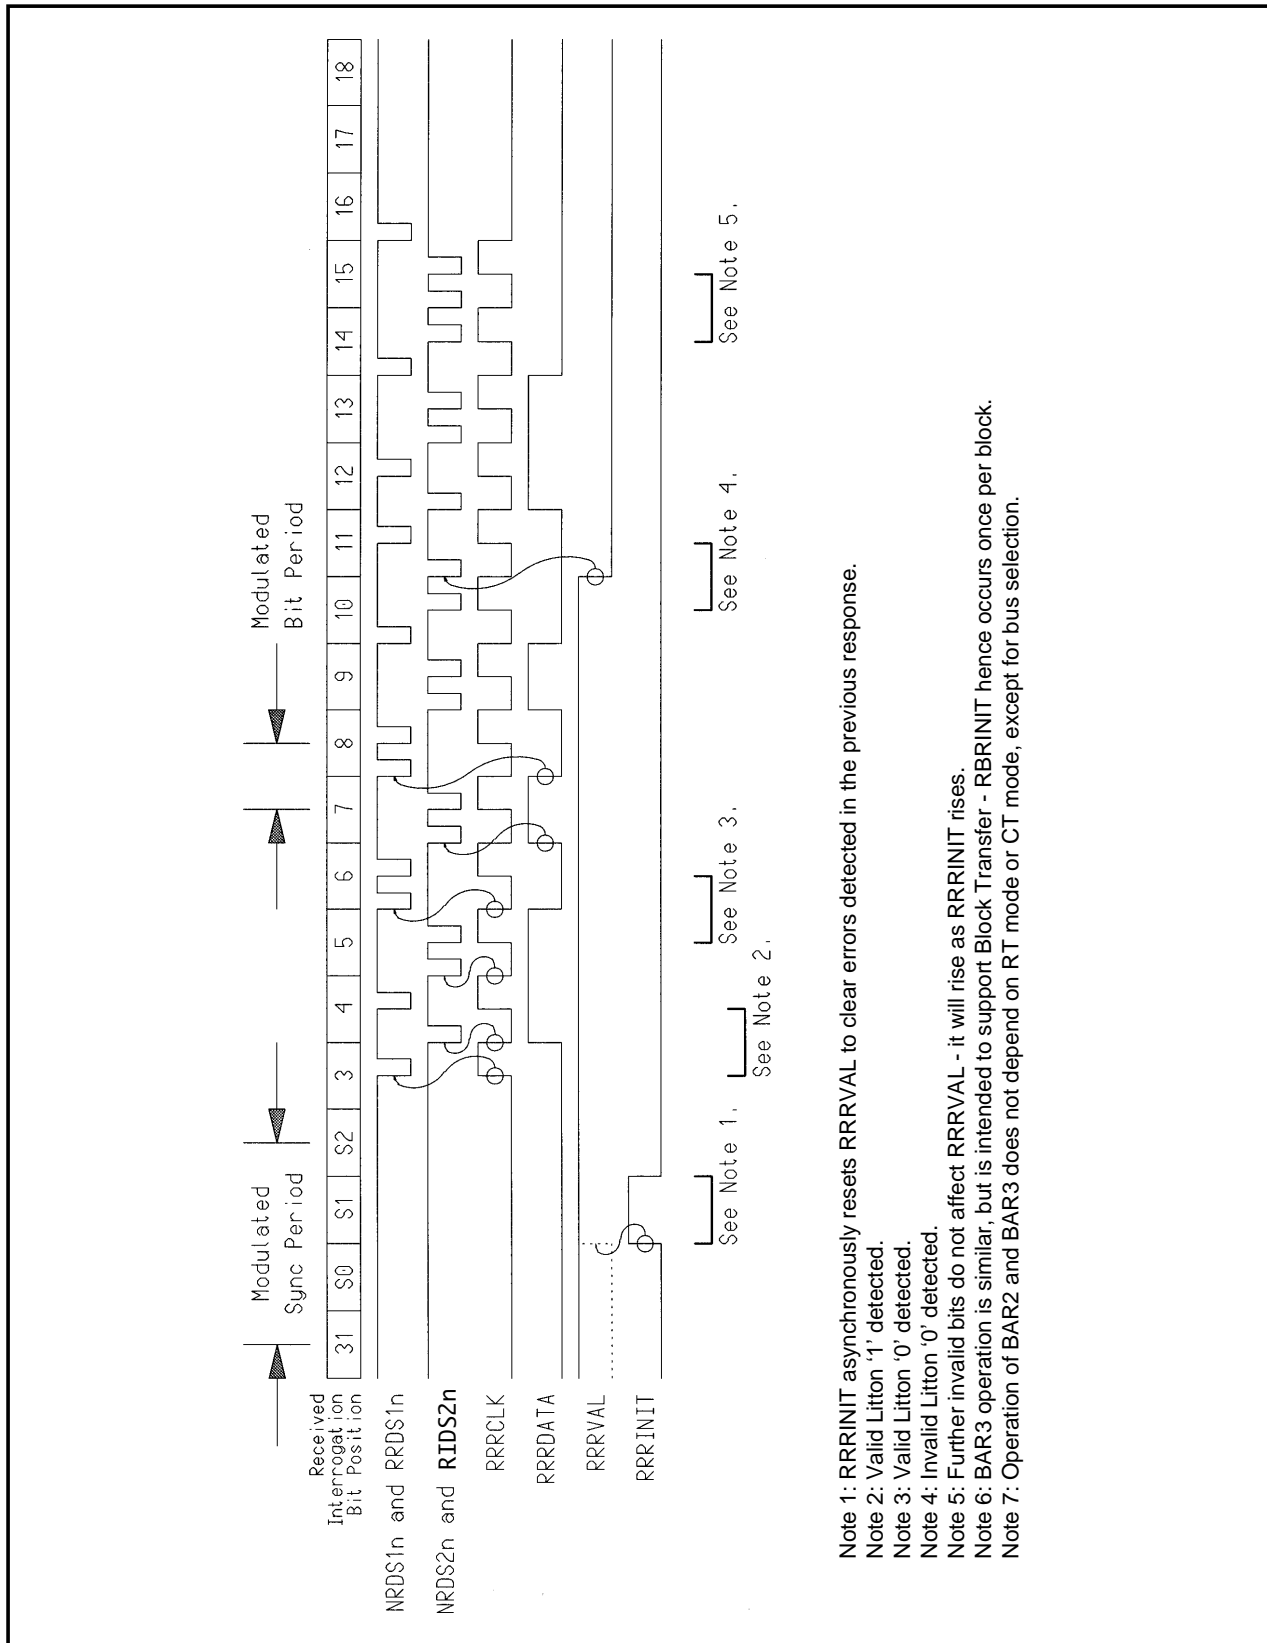 Modulated
Sync Period
Modulated
Bit Period
Received
Interrogation
Bit Position
31 S0 S1 S2 3 4 5 6 7 8 9 10 11 12 13 14 15 16 17 18
NRDS1n and RRDS1n
NRDS2n and RIDS2n
RRRCLK
RRRDATA
RRRVAL
RRRINIT
See Note 1.
See Note 2.
See Note 3.
See Note 4.
See Note 5.
Note 1: RRRINIT asynchronously resets RRRVAL to clear errors detected in the previous response.
Note 2: Valid Litton ‘1’ detected.
Note 3: Valid Litton ‘0’ detected.
Note 4: Invalid Litton ‘0’ detected.
Note 5: Further invalid bits do not affect RRRVAL - it will rise as RRRINIT rises.
Note 6: BAR3 operation is similar, but is intended to support Block Transfer - RBRINIT hence occurs once per block.
Note 7: Operation of BAR2 and BAR3 does not depend on RT mode or CT mode, except for bus selection.